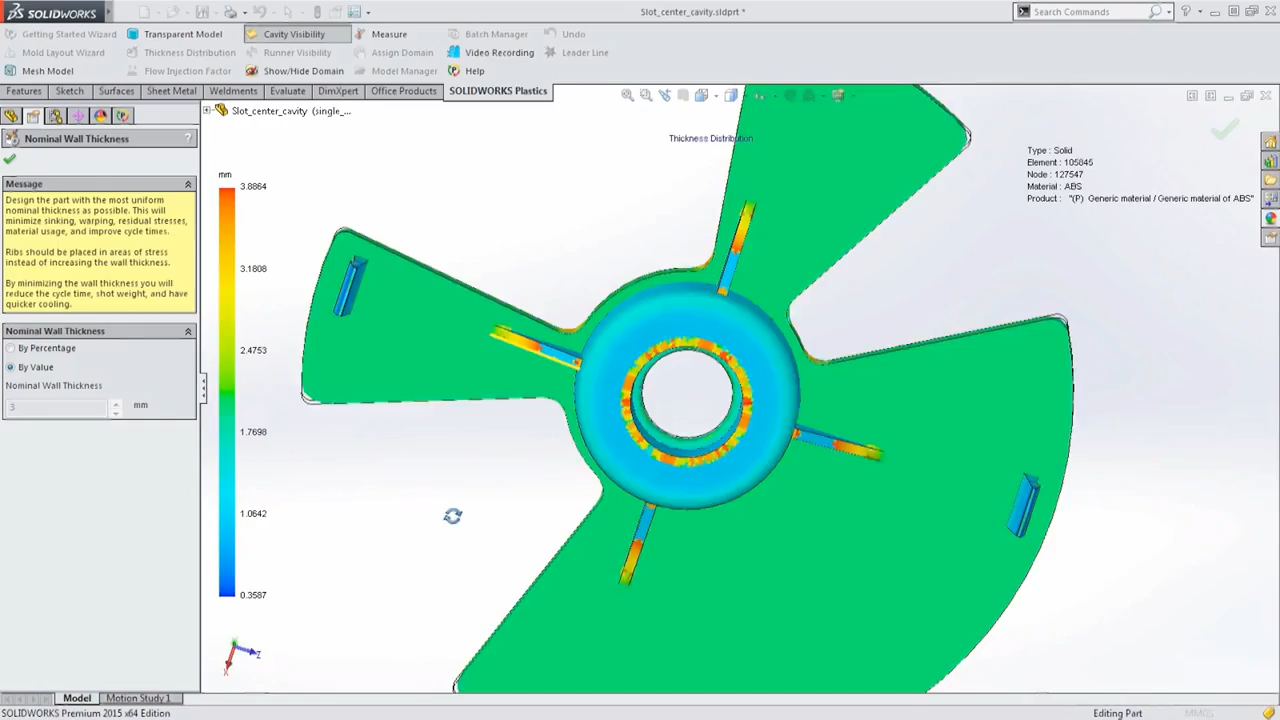 SOLIDWORKS
Slot_center_cavity.sldprt *
Search Commands
Getting Started Wizard
Transparent Model
Cavity Visibility
Measure
Batch Manager
Undo
Mold Layout Wizard
Thickness Distribution
Runner Visibility
Assign Domain
Video Recording
Leader Line
Mesh Model
Flow Injection Factor
Show/Hide Domain
Model Manager
Help
Features
Sketch
Surfaces
Sheet Metal
Weldments
Evaluate
DimXpert
Office Products
SOLIDWORKS Plastics
Slot_center_cavity (single_...
Nominal Wall Thickness
?
Message
Design the part with the most uniform
nominal thickness as possible. This will
minimize sinking, warping, residual stresses,
material usage, and improve cycle times.
Ribs should be placed in areas of stress
instead of increasing the wall thickness.
By minimizing the wall thickness you will
reduce the cycle time, shot weight, and have
quicker cooling.
Nominal Wall Thickness
By Percentage
By Value
Nominal Wall Thickness
3
mm
mm
3.8864
3.1808
2.4753
1.7698
1.0642
0.3587
Thickness Distribution
Type : Solid
Element : 105845
Node : 127547
Material : ABS
Product : "(P) Generic material / Generic material of ABS"
Z
X
Model
Motion Study 1
SOLIDWORKS Premium 2015 x64 Edition
Editing Part